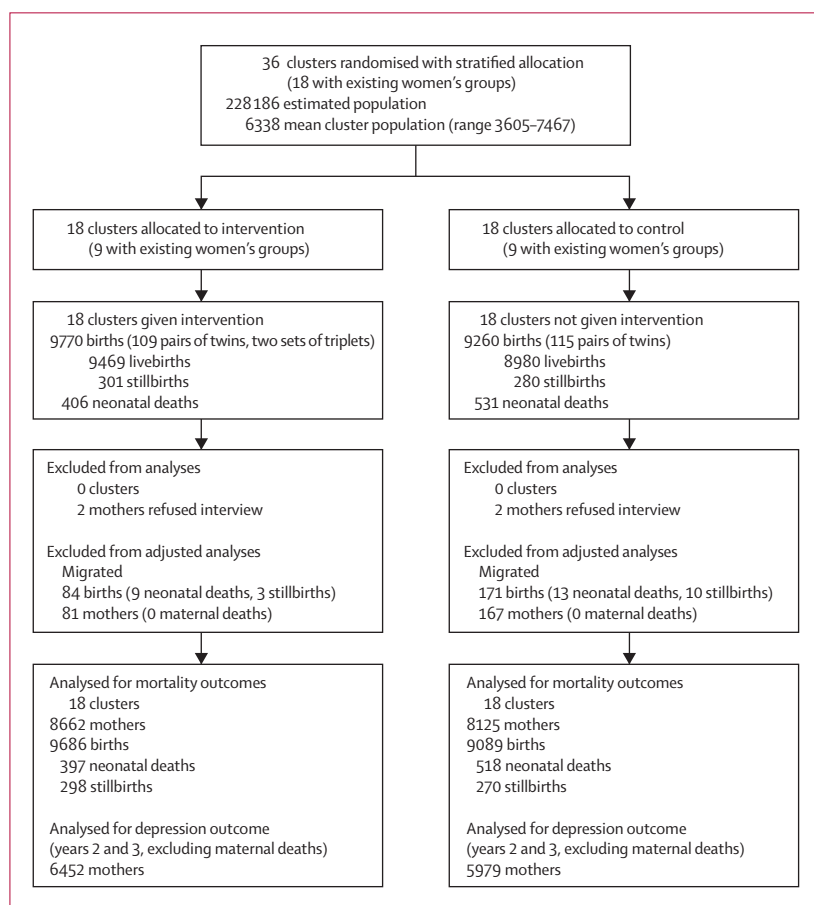 36 clusters randomised with stratified allocation
(18 with existing women's groups)
228 186 estimated population
6338 mean cluster population (range 3605–7467)
18 clusters allocated to intervention
(9 with existing women's groups)
18 clusters allocated to control
(9 with existing women's groups)
18 clusters given intervention
9770 births (109 pairs of twins, two sets of triplets)
9469 livebirths
301 stillbirths
406 neonatal deaths
18 clusters not given intervention
9260 births (115 pairs of twins)
8980 livebirths
280 stillbirths
531 neonatal deaths
Excluded from analyses
0 clusters
2 mothers refused interview
Excluded from adjusted analyses
Migrated
84 births (9 neonatal deaths, 3 stillbirths)
81 mothers (0 maternal deaths)
Excluded from analyses
0 clusters
2 mothers refused interview
Excluded from adjusted analyses
Migrated
171 births (13 neonatal deaths, 10 stillbirths)
167 mothers (0 maternal deaths)
Analysed for mortality outcomes
18 clusters
8662 mothers
9686 births
397 neonatal deaths
298 stillbirths
Analysed for depression outcome
(years 2 and 3, excluding maternal deaths)
6452 mothers
Analysed for mortality outcomes
18 clusters
8125 mothers
9089 births
518 neonatal deaths
270 stillbirths
Analysed for depression outcome
(years 2 and 3, excluding maternal deaths)
5979 mothers